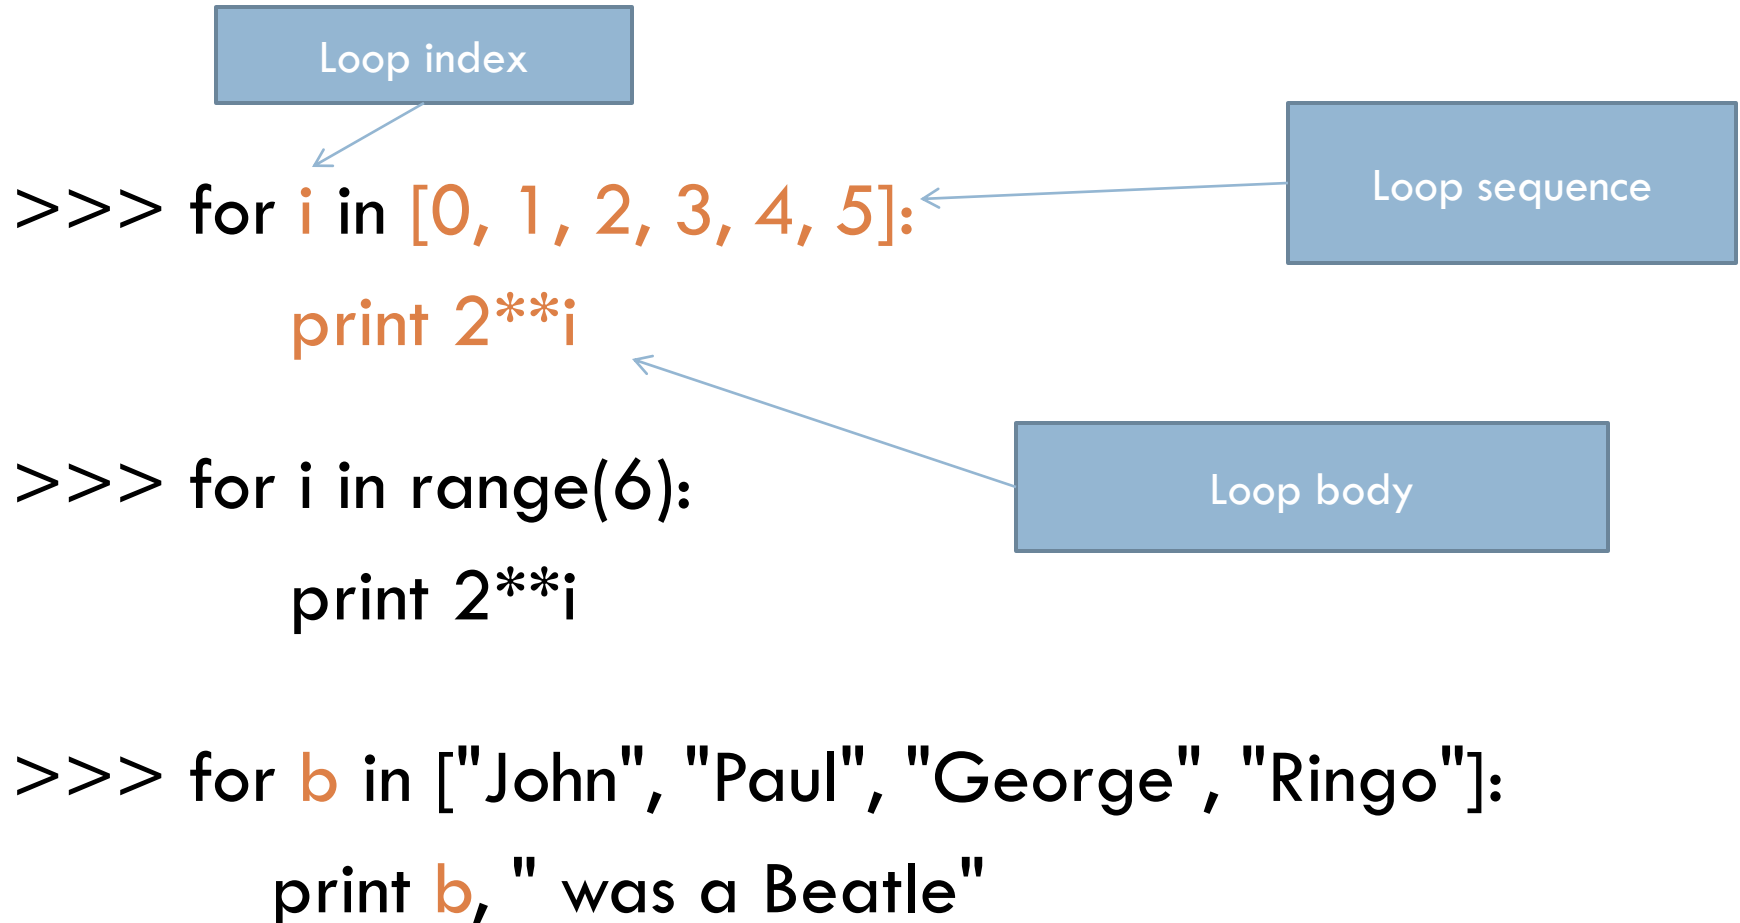 Loop index
>>> for i in [0, 1, 2, 3, 4, 5]:
Loop sequence
print 2**i
>>> for i in range(6):
Loop body
print 2**i
>>> for b in ["John", "Paul", "George", "Ringo"]:
print b, " was a Beatle"